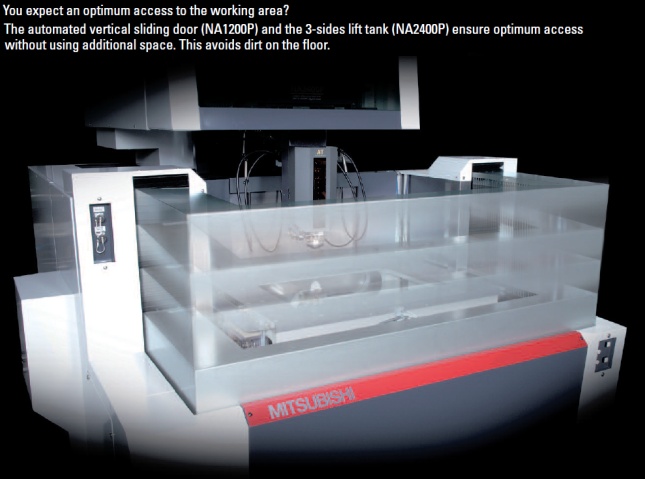 You expect an optimum access to the working area?
The automated vertical sliding door (NA1200P) and the 3-sides lift tank (NA2400P) ensure optimum access
without using additional space. This avoids dirt on the floor.
MITSUBISHI